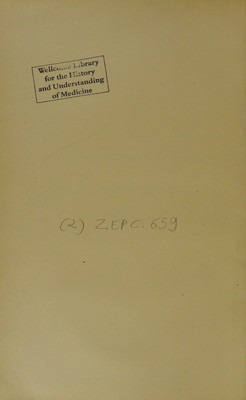 Wellcome Library
for the History
and Understanding
of Medicine
(2) ZEPC.659